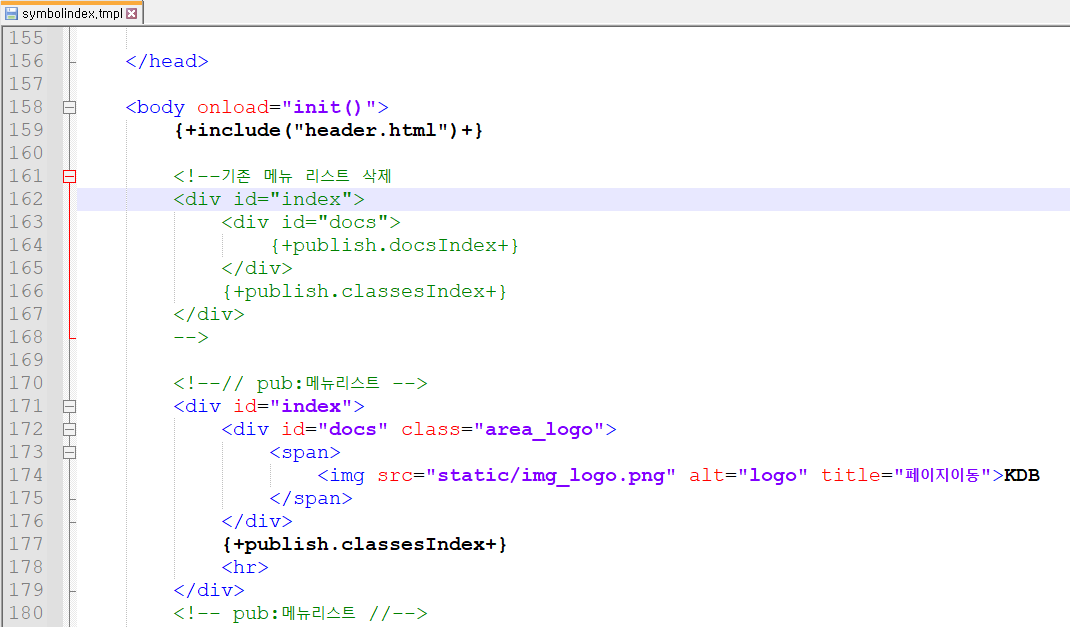 symbolindex.tmpl
155
156 </head>
157
158 <body onload="init()">
159 {+include("header.html")+}
160
161 <!--기존 메뉴 리스트 삭제
162 <div id="index">
163 <div id="docs">
164 {+publish.docsIndex+}
165 </div>
166 {+publish.classesIndex+}
167 </div>
168 -->
169
170 <!--// pub:메뉴리스트 -->
171 <div id="index">
172 <div id="docs" class="area_logo">
173 <span>
174 <img src="static/img_logo.png" alt="logo" title="페이지이동">KDB
175 </span>
176 </div>
177 {+publish.classesIndex+}
178 <hr>
179 </div>
180 <!-- pub:메뉴리스트 //-->